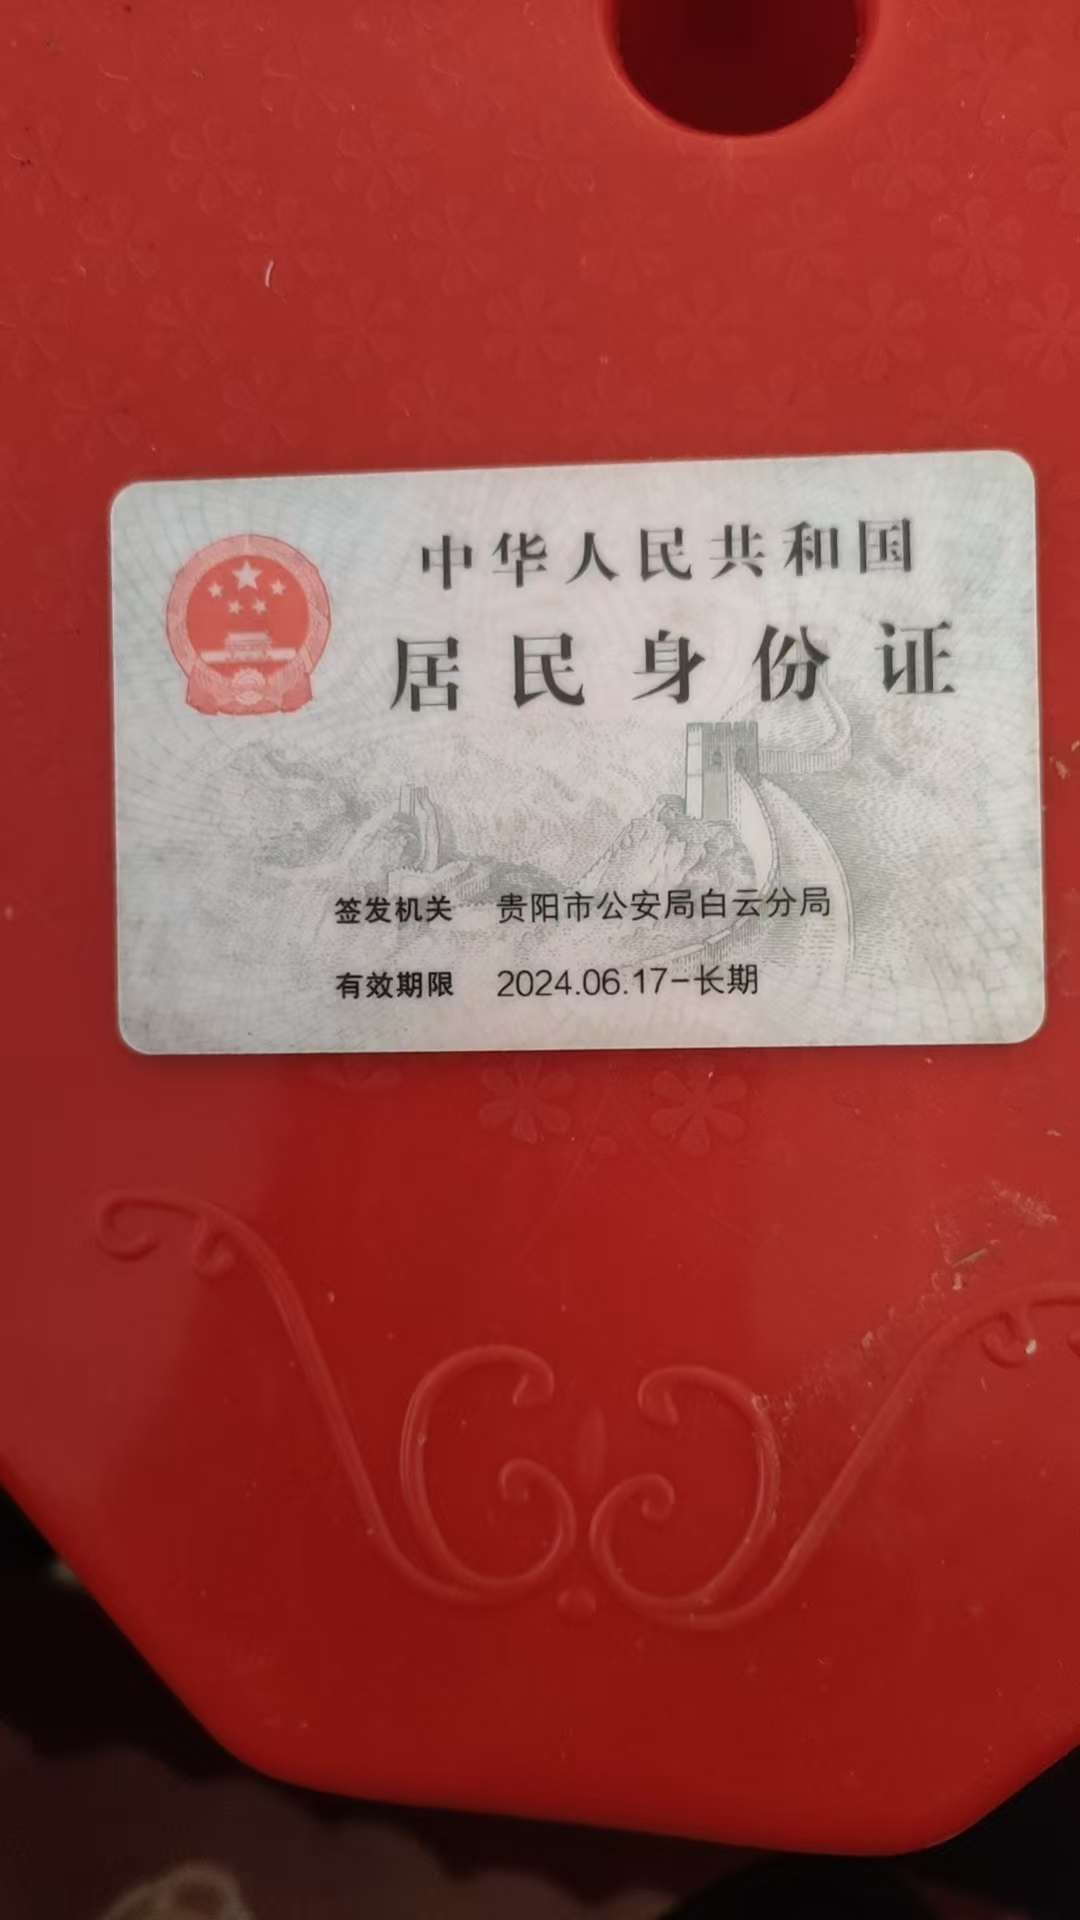 中华人民共和国
居民身份证
签发机关 贵阳市公安局白云分局
有效期限 2024.06.17-长期